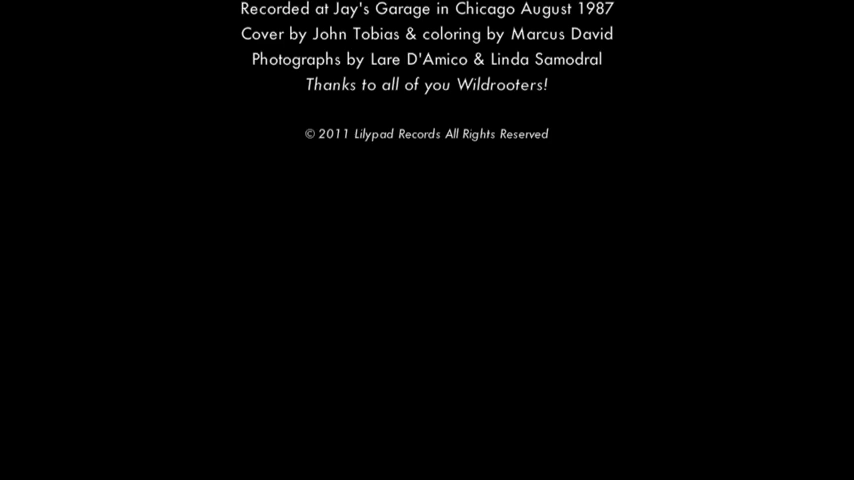 Recorded at Jay's Garage in Chicago August 1987
Cover by John Tobias & coloring by Marcus David
Photographs by Lare D'Amico & Linda Samodral
Thanks to all of you Wildrooters!
© 2011 Lilypad Records All Rights Reserved